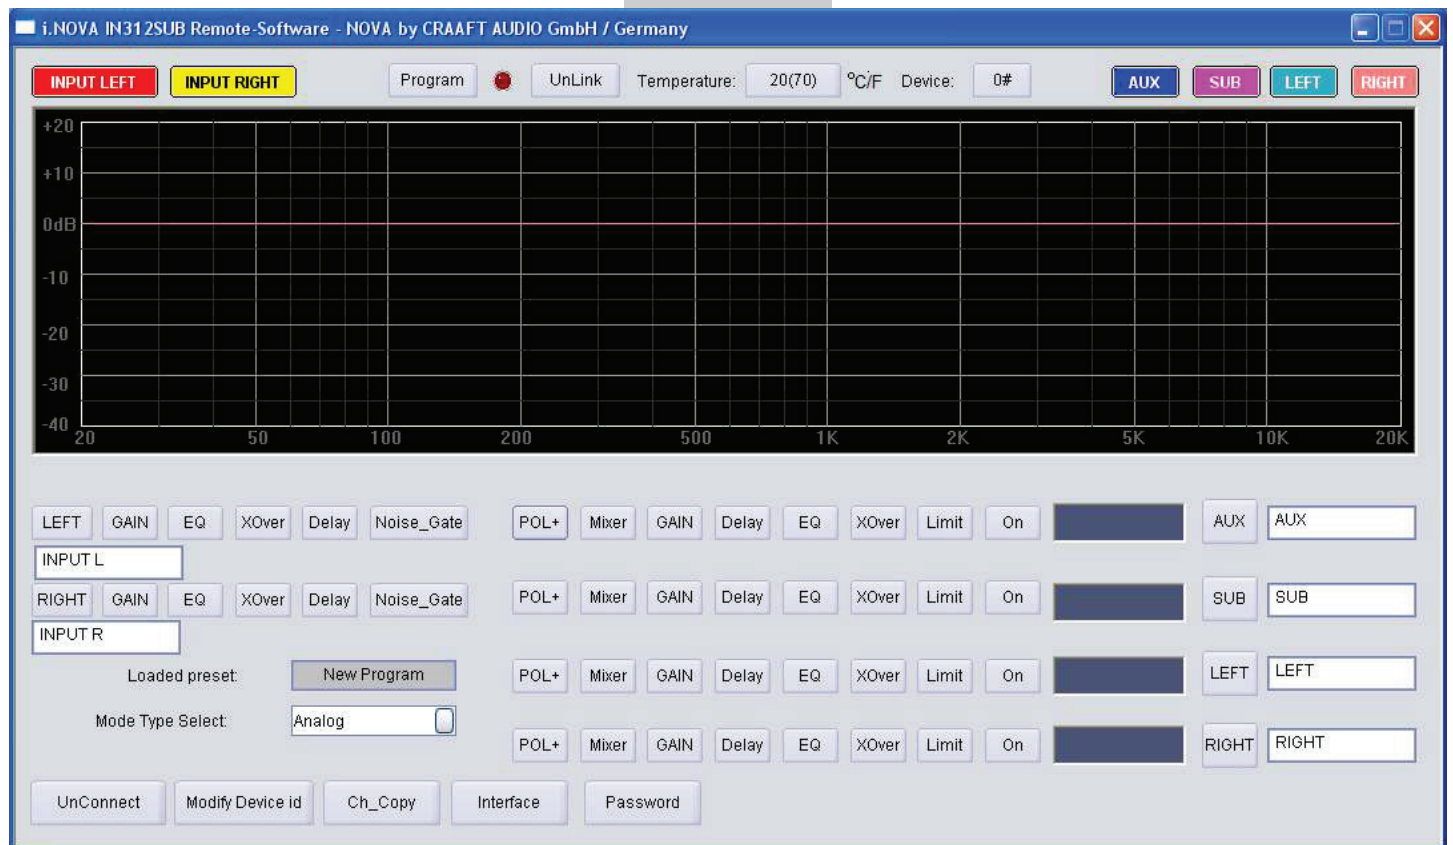 i.NOVA IN312SUB Remote-Software - NOVA by CRAAFT AUDIO GmbH / Germany
INPUT LEFT INPUT RIGHT Program UnLink Temperature: 20(70) °C/F Device: 0# AUX SUB LEFT RIGHT
+20
+10
0dB
-10
-20
-30
-40
20 50 100 200 500 1K 2K 5K 10K 20K
LEFT GAIN EQ XOver Delay Noise_Gate POL+ Mixer GAIN Delay EQ XOver Limit On AUX AUX
INPUT L
RIGHT GAIN EQ XOver Delay Noise_Gate POL+ Mixer GAIN Delay EQ XOver Limit On SUB SUB
INPUT R
Loaded preset: New Program POL+ Mixer GAIN Delay EQ XOver Limit On LEFT LEFT
Mode Type Select: Analog
POL+ Mixer GAIN Delay EQ XOver Limit On RIGHT RIGHT
UnConnect Modify Device id Ch_Copy Interface Password